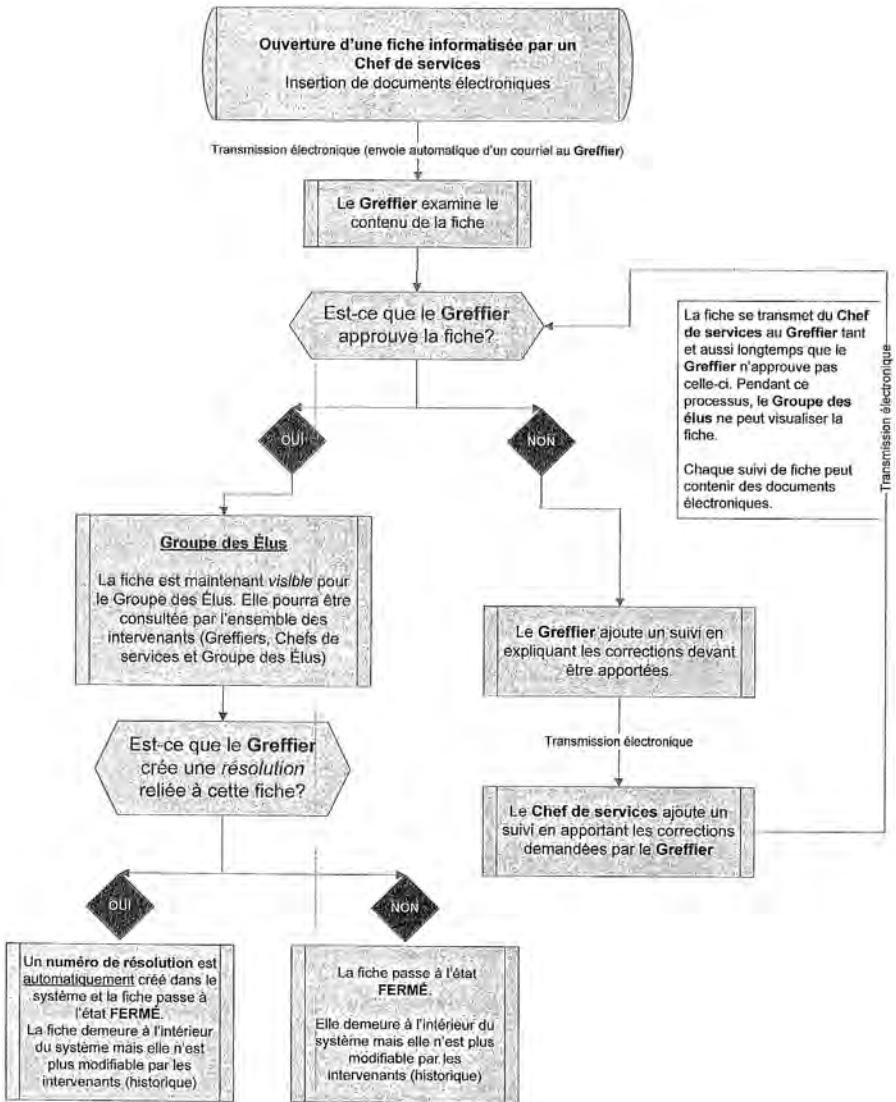 Ouverture d'une fiche informatisée par un
Chef de services
Insertion de documents électroniques
Transmission électronique (envoie automatique d'un courriel au Greffier)
Le Greffier examine le
contenu de la fiche
Est-ce que le Greffier
approuve la fiche?
La fiche se transmet du Chef
de services au Greffier tant
et aussi longtemps que le
Greffier n'approuve pas
celle-ci. Pendant ce
processus, le Groupe des
élus ne peut visualiser la
fiche.
Chaque suivi de fiche peut
contenir des documents
électroniques.
Transmission électronique
OUI
NON
Groupe des Élus
La fiche est maintenant visible pour
le Groupe des Élus. Elle pourra être
consultée par l'ensemble des
intervenants (Greffiers, Chefs de
services et Groupe des Élus)
Le Greffier ajoute un suivi en
expliquant les corrections devant
être apportées.
Transmission électronique
Est-ce que le Greffier
crée une résolution
reliée à cette fiche?
Le Chef de services ajoute un
suivi en apportant les corrections
demandées par le Greffier
OUI
NON
Un numéro de résolution est
automatiquement créé dans le
système et la fiche passe à
l'état FERMÉ.
La fiche demeure à l'intérieur
du système mais elle n'est
plus modifiable par les
intervenants (historique)
La fiche passe à l'état
FERMÉ.
Elle demeure à l'intérieur du
système mais elle n'est plus
modifiable par les
intervenants (historique)